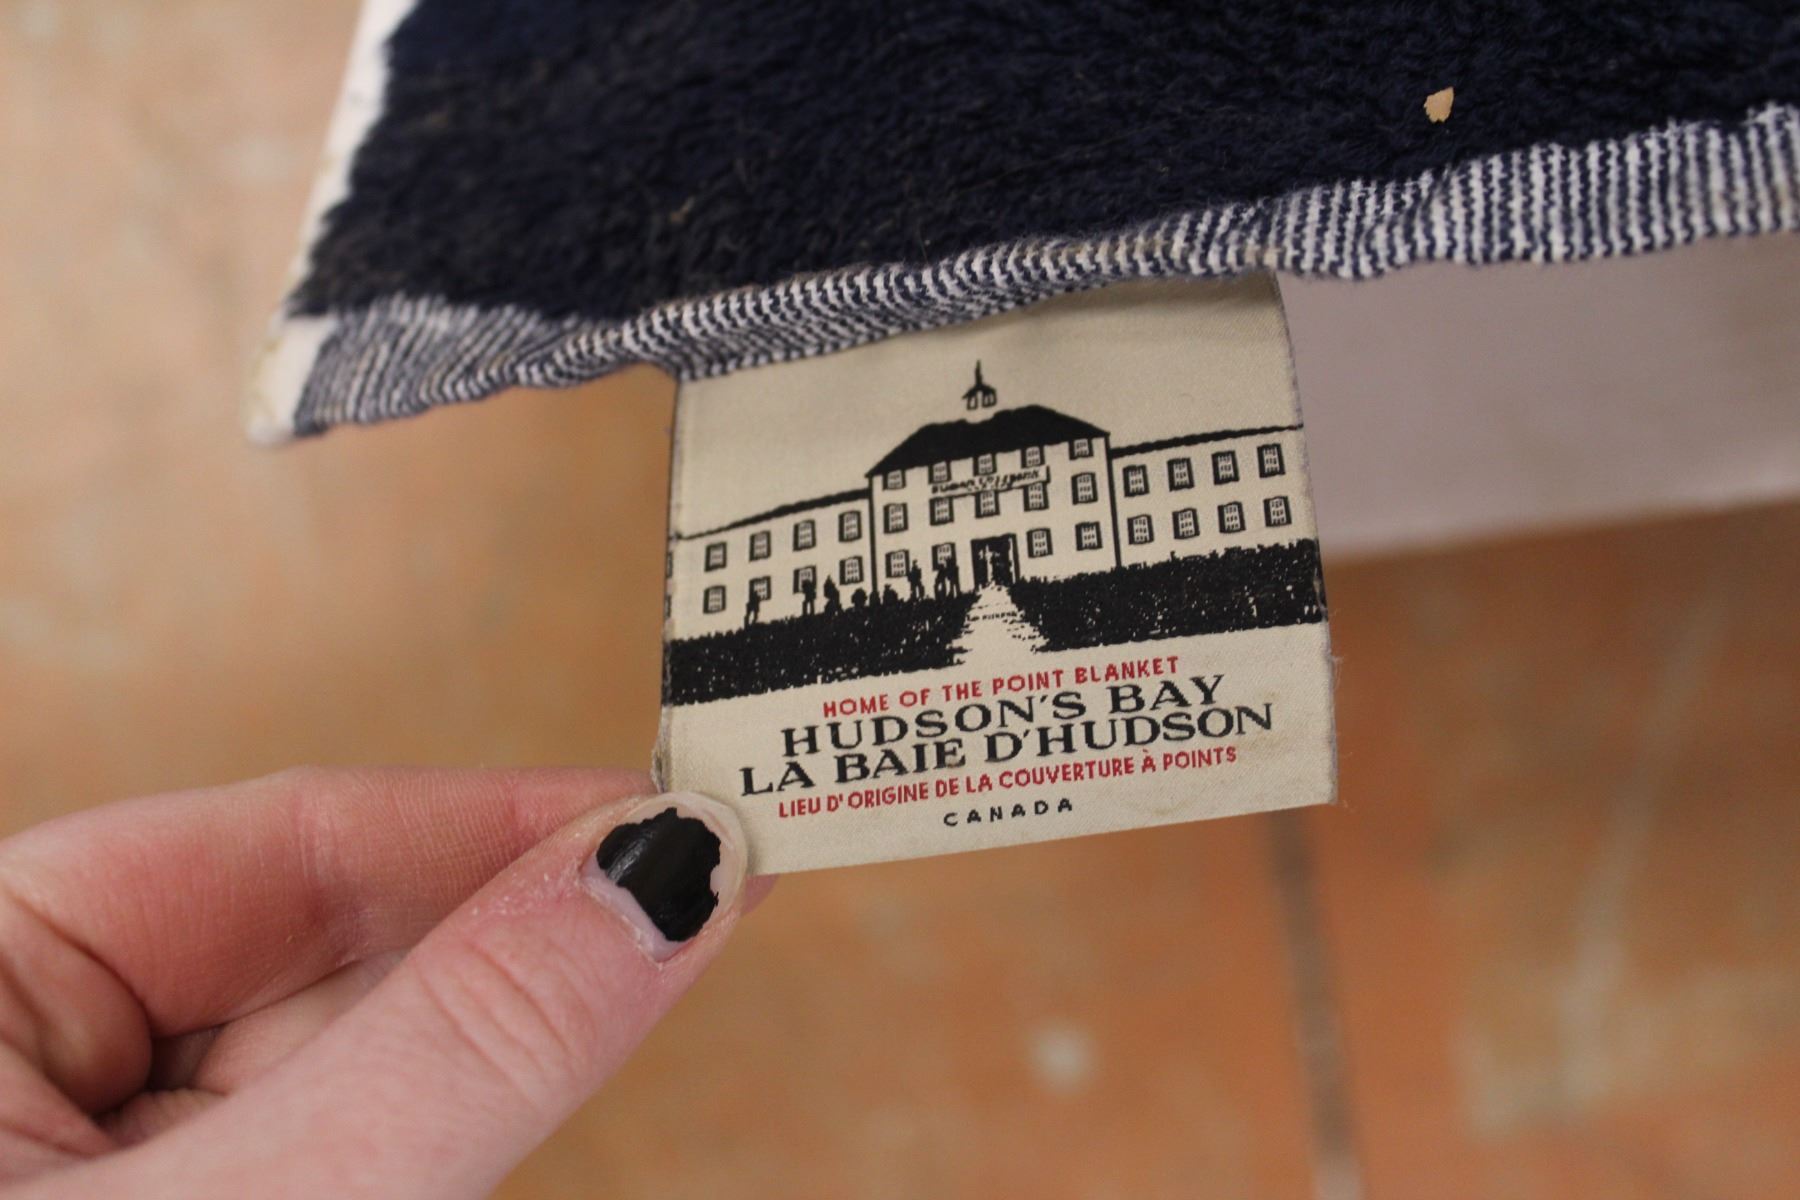 HOME OF THE POINT BLANKET
HUDSON'S BAY
LA BAIE D'HUDSON
LIEU D'ORIGINE DE LA COUVERTURE À POINTS
CANADA